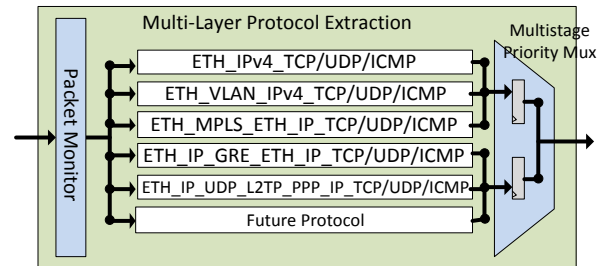 Multi-Layer Protocol Extraction
Multistage
Priority Mux
Packet Monitor
ETH_IPv4_TCP/UDP/ICMP
ETH_VLAN_IPv4_TCP/UDP/ICMP
ETH_MPLS_ETH_IP_TCP/UDP/ICMP
ETH_IP_GRE_ETH_IP_TCP/UDP/ICMP
ETH_IP_UDP_L2TP_PPP_IP_TCP/UDP/ICMP
Future Protocol